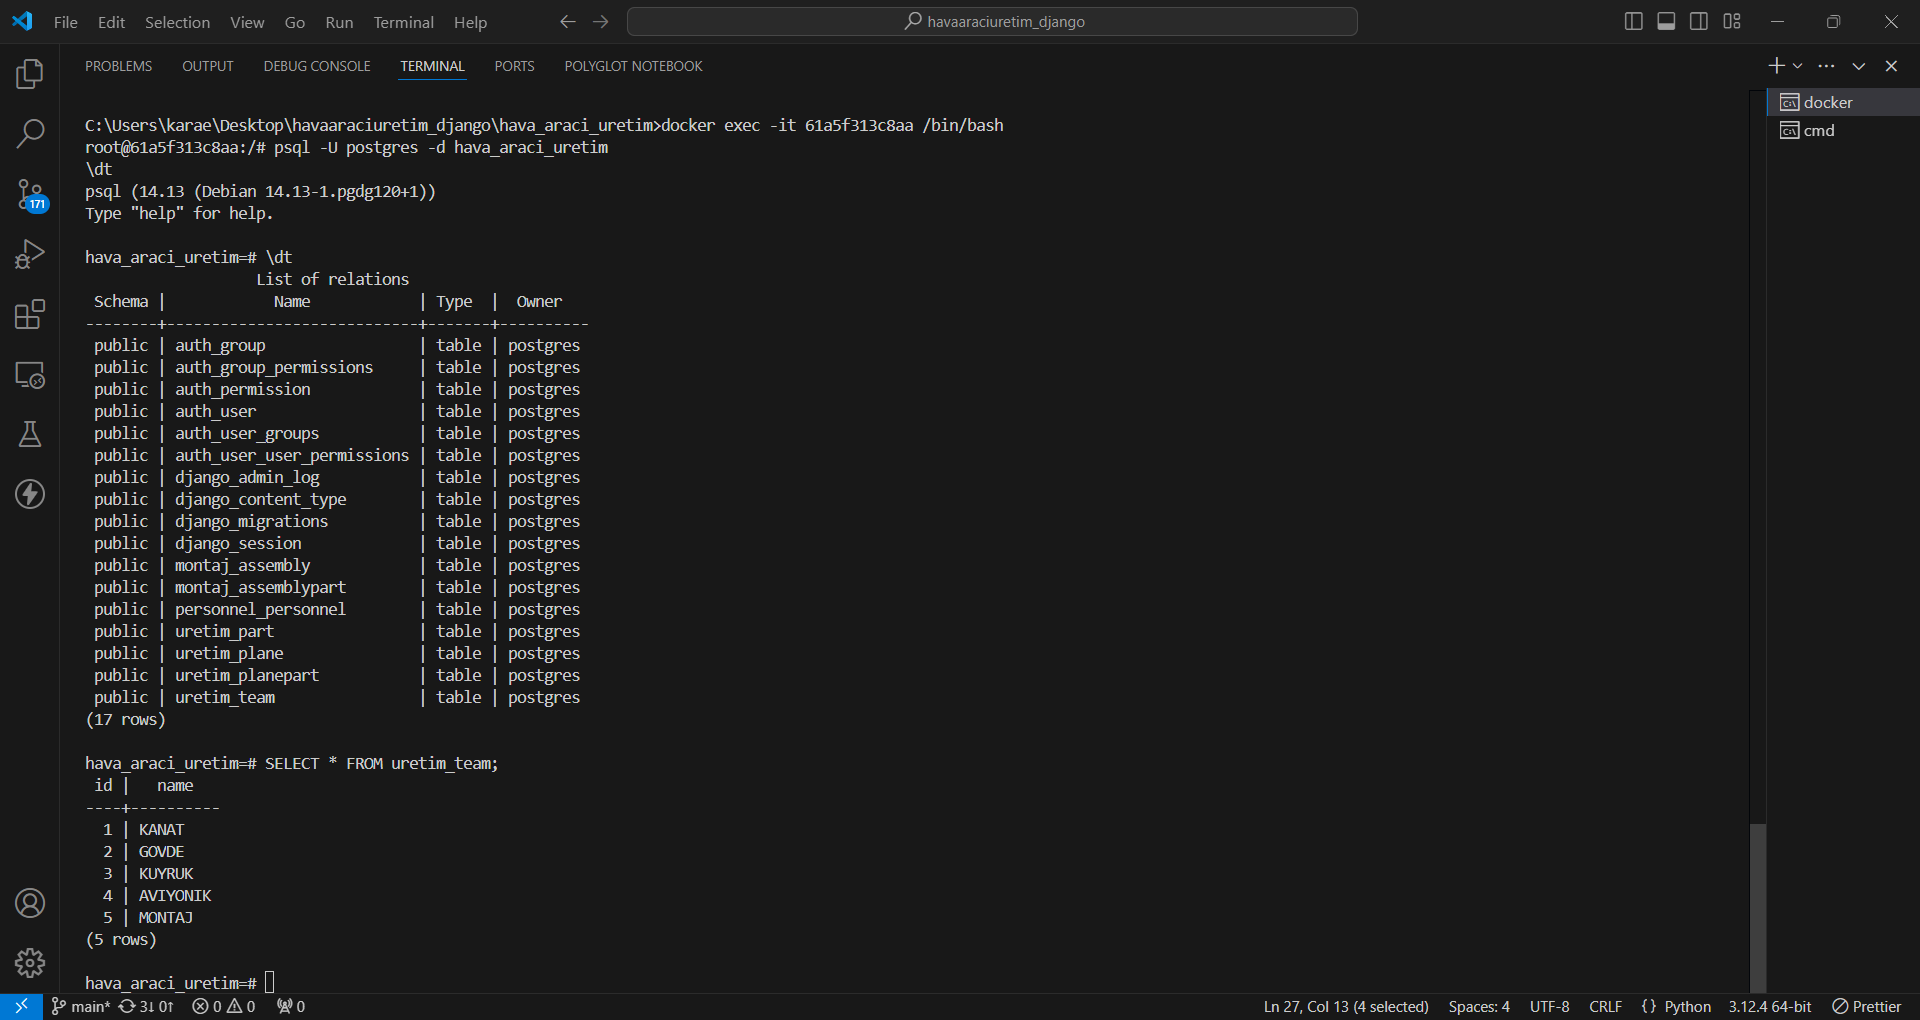 File Edit Selection View Go Run Terminal Help havaaraciuretim_django
PROBLEMS OUTPUT DEBUG CONSOLE TERMINAL PORTS POLYGLOT NOTEBOOK
docker
cmd
171
C:\Users\karae\Desktop\havaaraciuretim_django\hava_araci_uretim>docker exec -it 61a5f313c8aa /bin/bash
root@61a5f313c8aa:/# psql -U postgres -d hava_araci_uretim
\dt
psql (14.13 (Debian 14.13-1.pgdg120+1))
Type "help" for help.
hava_araci_uretim=# \dt
List of relations
Schema | Name | Type | Owner
--------+----------------------------+-------+----------
public | auth_group | table | postgres
public | auth_group_permissions | table | postgres
public | auth_permission | table | postgres
public | auth_user | table | postgres
public | auth_user_groups | table | postgres
public | auth_user_user_permissions | table | postgres
public | django_admin_log | table | postgres
public | django_content_type | table | postgres
public | django_migrations | table | postgres
public | django_session | table | postgres
public | montaj_assembly | table | postgres
public | montaj_assemblypart | table | postgres
public | personnel_personnel | table | postgres
public | uretim_part | table | postgres
public | uretim_plane | table | postgres
public | uretim_planepart | table | postgres
public | uretim_team | table | postgres
(17 rows)
hava_araci_uretim=# SELECT * FROM uretim_team;
id | name
----+----------
1 | KANAT
2 | GOVDE
3 | KUYRUK
4 | AVIYONIK
5 | MONTAJ
(5 rows)
hava_araci_uretim=#
main* 3↓ 0↑ 0 0 0 Ln 27, Col 13 (4 selected) Spaces: 4 UTF-8 CRLF {} Python 3.12.4 64-bit Prettier